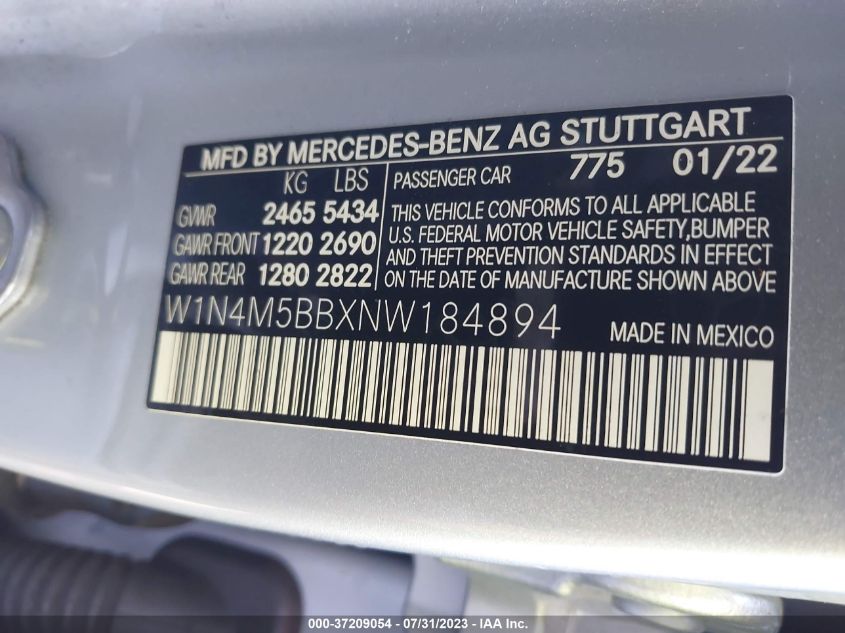 MFD BY MERCEDES-BENZ AG STUTTGART
KG LBS
GVWR 2465 5434
GAWR FRONT 1220 2690
GAWR REAR 1280 2822
PASSENGER CAR 775 01/22
THIS VEHICLE CONFORMS TO ALL APPLICABLE
U.S. FEDERAL MOTOR VEHICLE SAFETY,BUMPER
AND THEFT PREVENTION STANDARDS IN EFFECT
ON THE DATE OF MANUFACTURE SHOWN ABOVE
W1N4M5BBXNW184894 MADE IN MEXICO
000-37209054 - 07/31/2023 - IAA Inc.